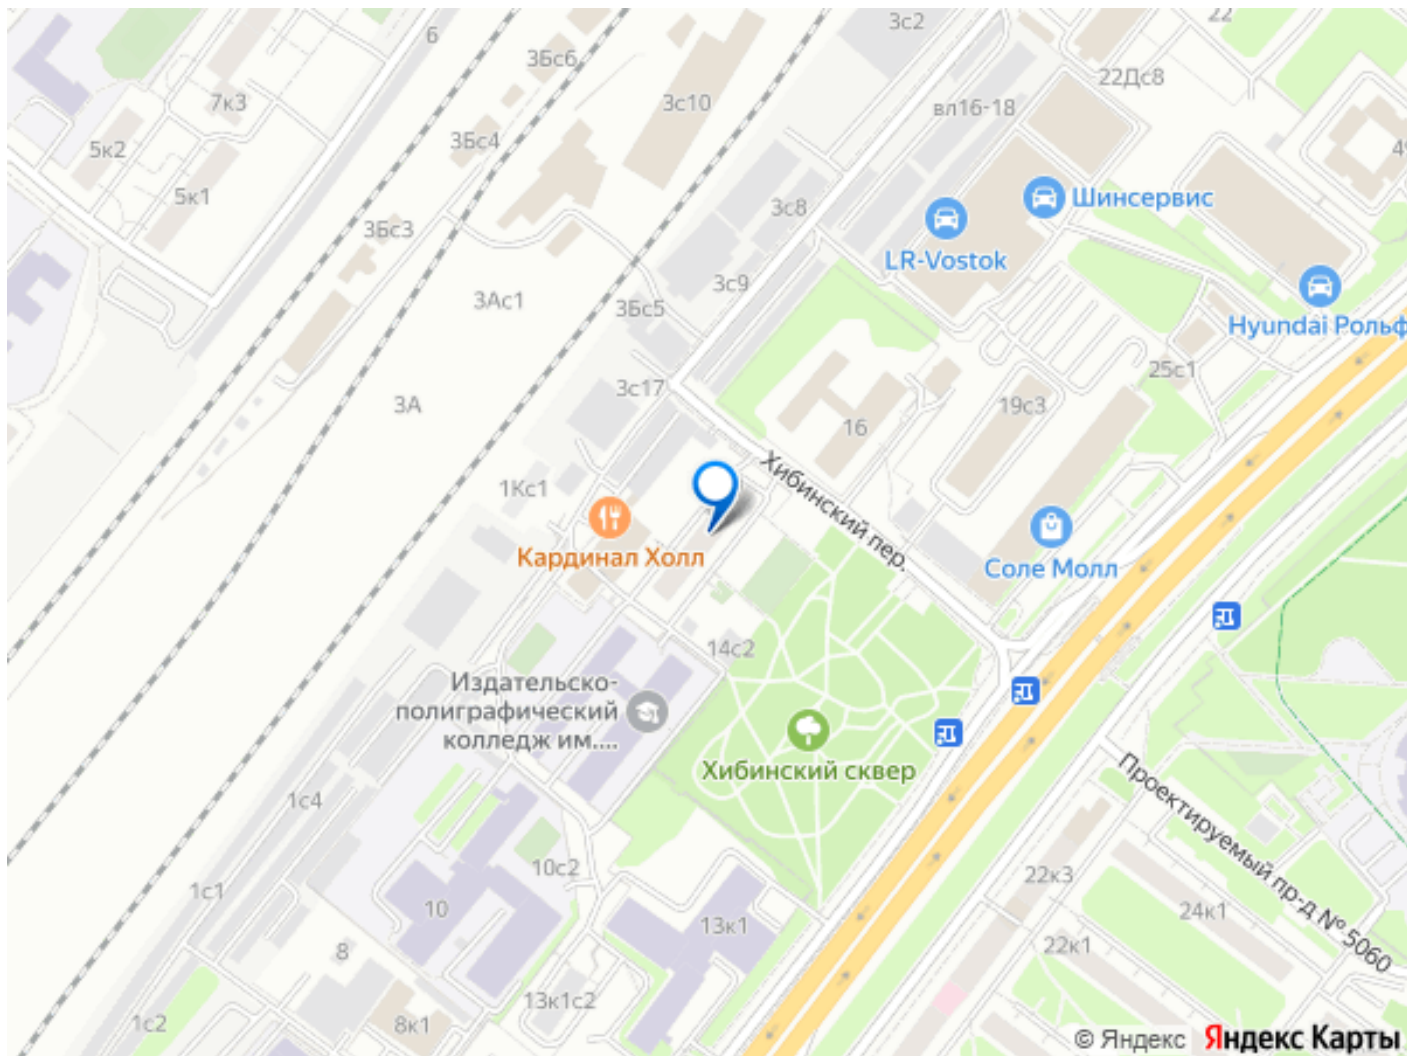 6
3Бс6
3с2
22
22Дс8
7к3
3с10
вл16-18
5к2
3Бс4
49
5к1
3с8
Шинсервис
3Бс3
LR-Vostok
3с9
3Ас1
3Бс5
Hyundai Рольф
25с1
3с17
3А
19с3
16
Хибинский пер.
1Кс1
Кардинал Холл
Соле Молл
14с2
Издательско-
полиграфический
колледж им....
Хибинский сквер
Проектируемый пр-д № 5060
1с4
10с2
22к3
1с1
10
13к1
24к1
8
22к1
13к1с2
1с2
8к1
© Яндекс Яндекс Карты